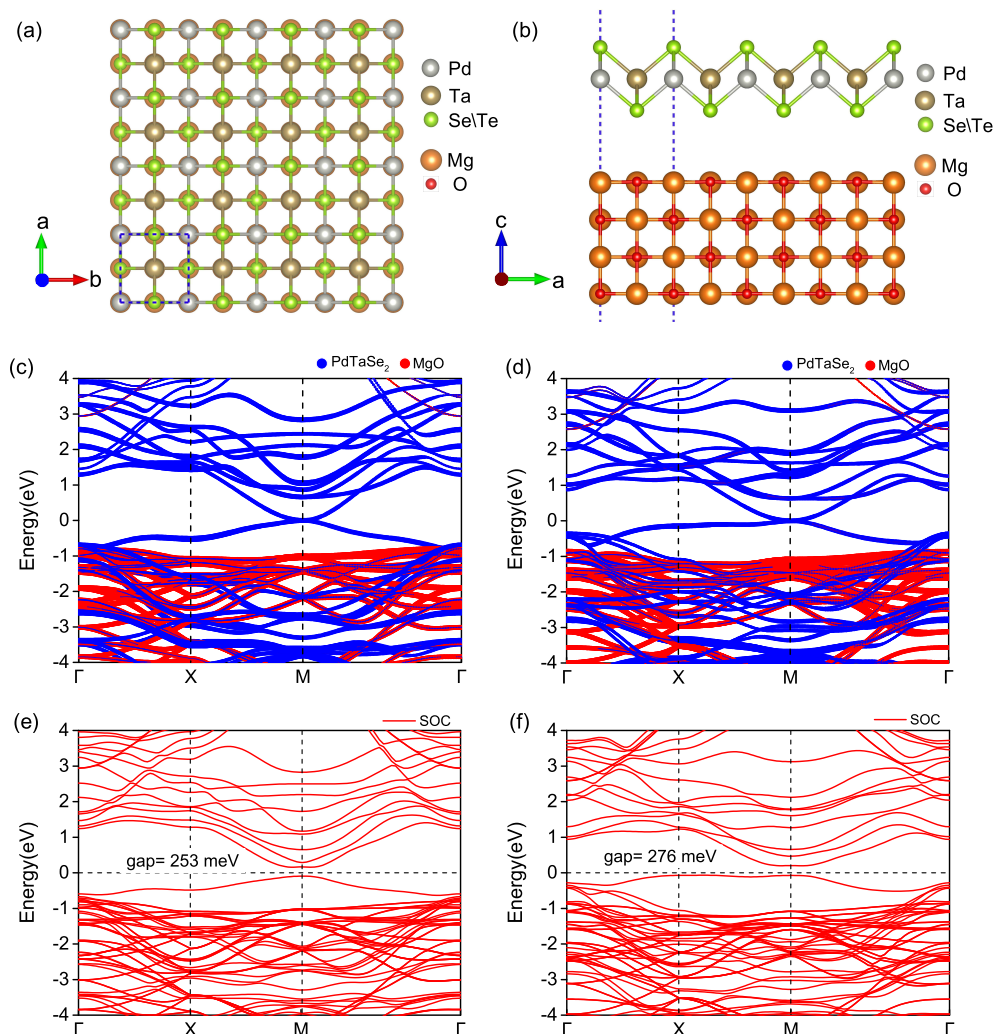 (a)
Pd
Ta
Se\Te
Mg
O
a
b
(b)
Pd
Ta
Se\Te
Mg
O
c
a
(c)
PdTaSe₂ MgO
Energy(eV)
4
3
2
1
0
-1
-2
-3
-4
Γ X M Γ
(d)
PdTaSe₂ MgO
Energy(eV)
4
3
2
1
0
-1
-2
-3
-4
Γ X M Γ
(e)
SOC
Energy(eV)
4
3
2
1
0
-1
-2
-3
-4
gap= 253 meV
Γ X M Γ
(f)
SOC
Energy(eV)
4
3
2
1
0
-1
-2
-3
-4
gap= 276 meV
Γ X M Γ